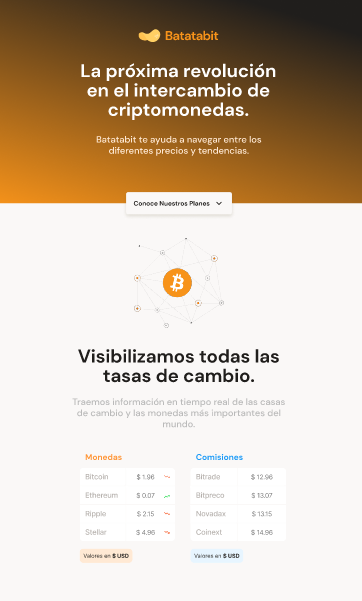 Batatabit
La próxima revolución
en el intercambio de
criptomonedas.
Batatabit te ayuda a navegar entre los
diferentes precios y tendencias.
Conoce Nuestros Planes
Visibilizamos todas las
tasas de cambio.
Traemos información en tiempo real de las casas
de cambio y las monedas más importantes del
mundo.
Monedas
Bitcoin $ 1.96
Ethereum $ 0.07
Ripple $ 2.15
Stellar $ 4.96
Valores en $ USD
Comisiones
Bitrade $ 12.96
Bitpreco $ 13.07
Novadax $ 13.15
Coinext $ 14.96
Valores en $ USD